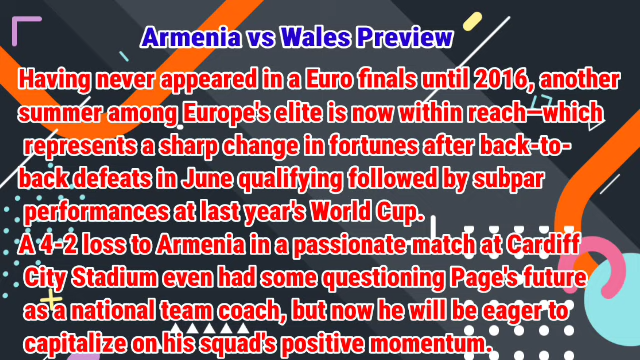 Armenia vs Wales Preview
Having never appeared in a Euro finals until 2016, another
summer among Europe's elite is now within reach—which
represents a sharp change in fortunes after back-to-
back defeats in June qualifying followed by subpar
performances at last year's World Cup.
A 4-2 loss to Armenia in a passionate match at Cardiff
City Stadium even had some questioning Page's future
as a national team coach, but now he will be eager to
capitalize on his squad's positive momentum.